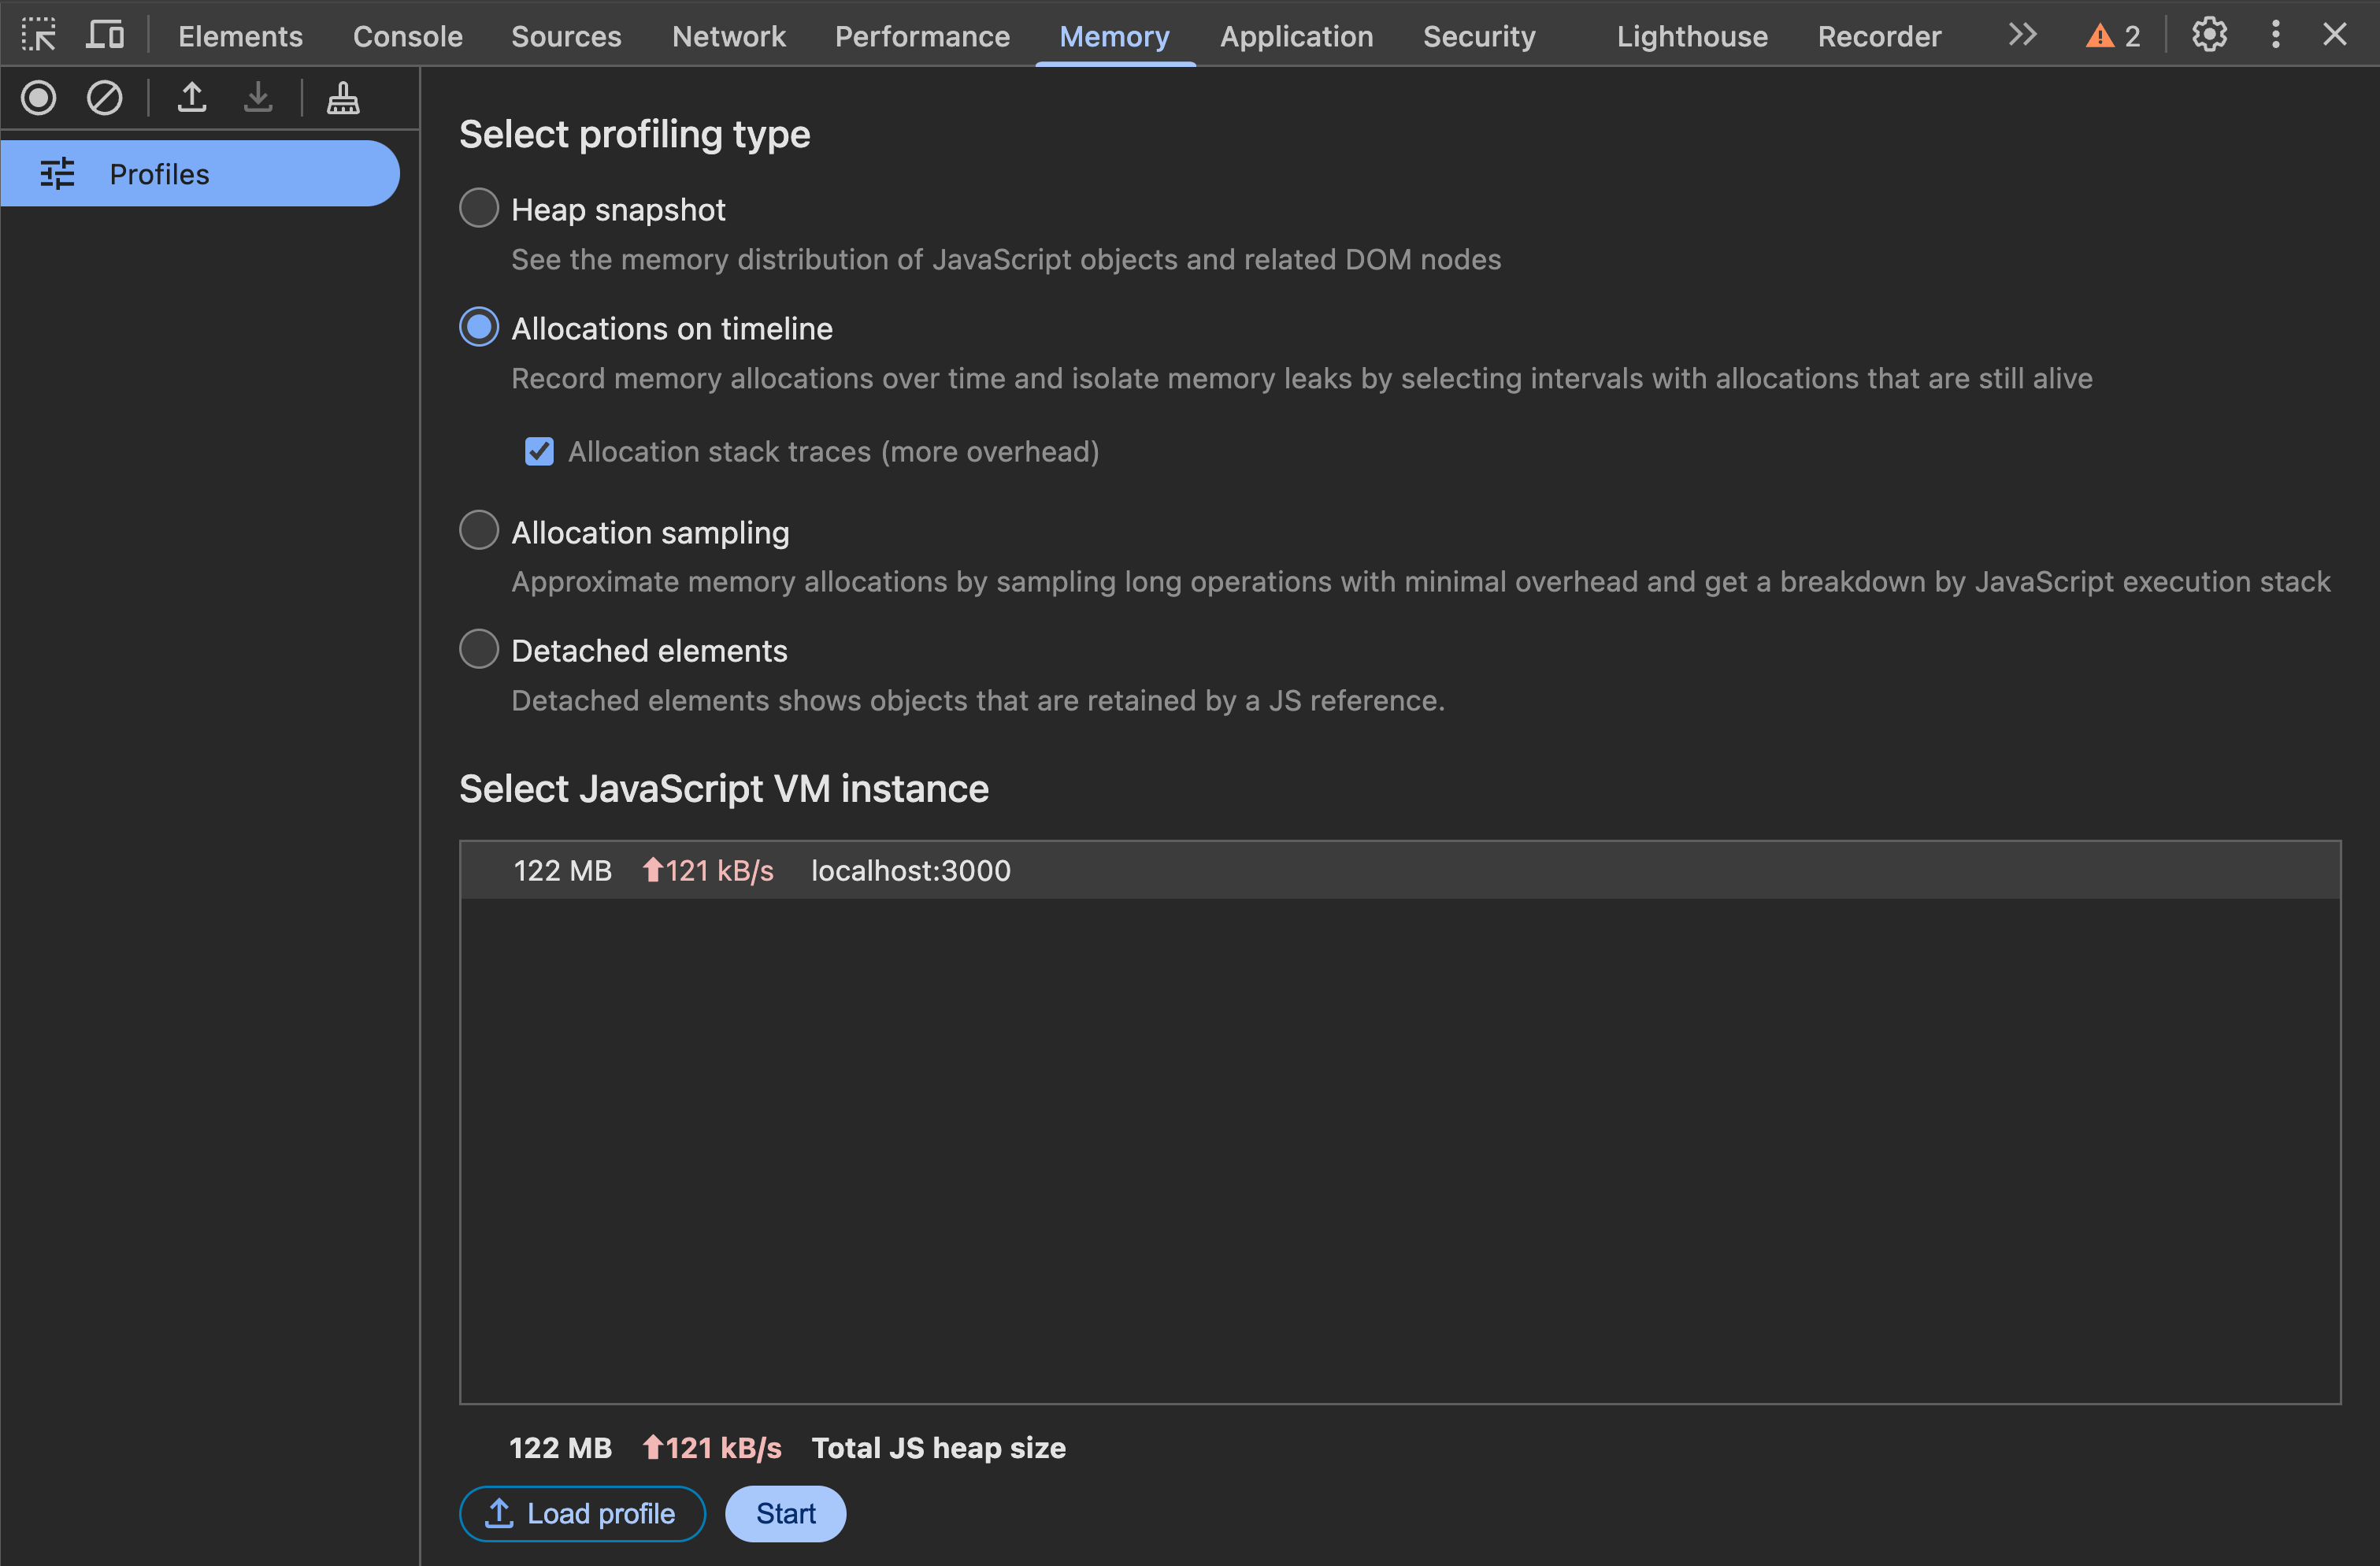 Elements Console Sources Network Performance Memory Application Security Lighthouse Recorder 2
Profiles
Select profiling type
Heap snapshot
See the memory distribution of JavaScript objects and related DOM nodes
Allocations on timeline
Record memory allocations over time and isolate memory leaks by selecting intervals with allocations that are still alive
Allocation stack traces (more overhead)
Allocation sampling
Approximate memory allocations by sampling long operations with minimal overhead and get a breakdown by JavaScript execution stack
Detached elements
Detached elements shows objects that are retained by a JS reference.
Select JavaScript VM instance
122 MB 121 kB/s localhost:3000
122 MB 121 kB/s Total JS heap size
Load profile Start